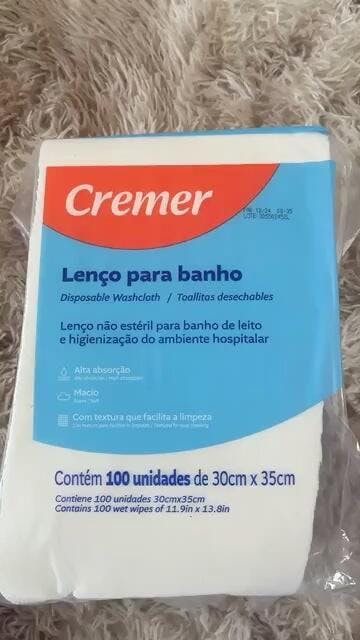 Cremer
Lenço para banho
Disposable Washcloth / Toallitas desechables
Lenço não estéril para banho de leito
e higienização do ambiente hospitalar
Alta absorção
Macio
Com textura que facilita a limpeza
Contém 100 unidades de 30cm x 35cm
Contiene 100 unidades 30cmx35cm
Contains 100 wet wipes of 11.9in x 13.8in